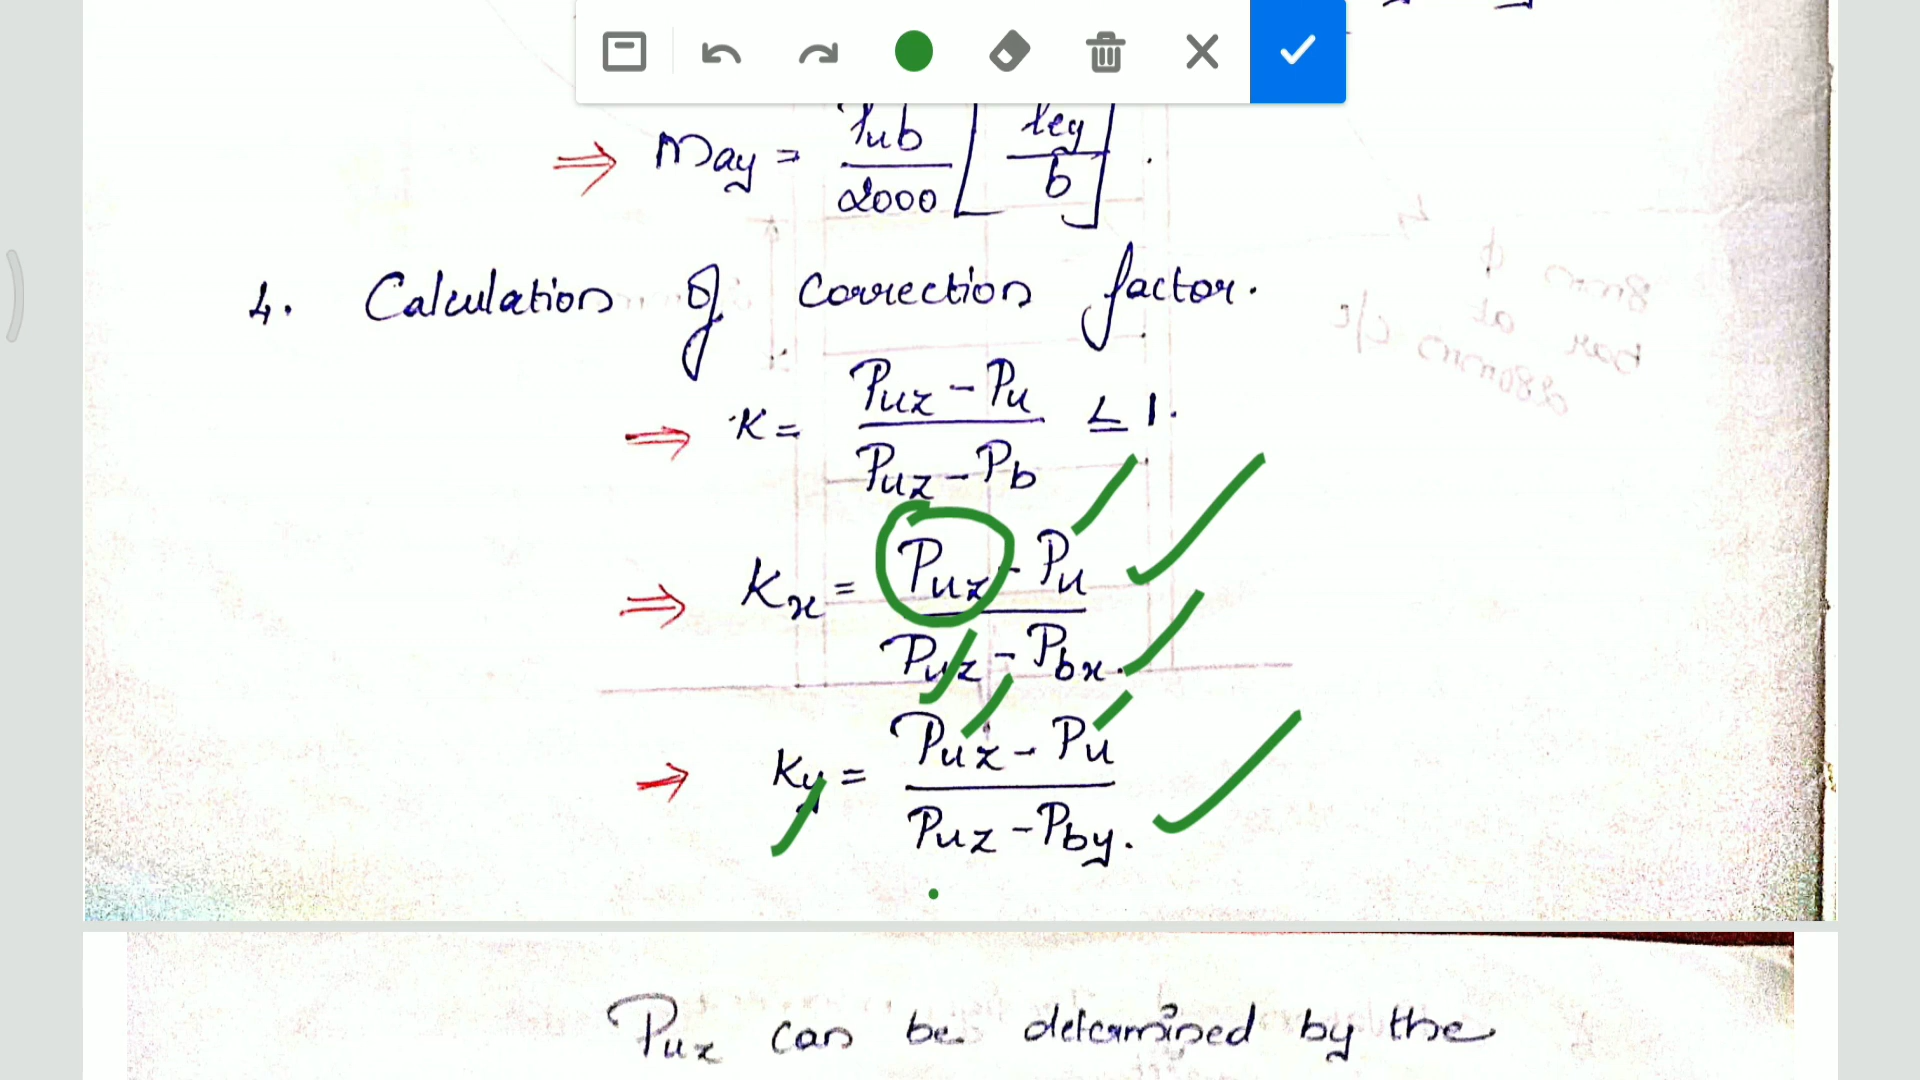 ⇒ May = Pub/2000 [ley/b].
4. Calculation of correction factor.
⇒ K = Puz - Pu / Puz - Pb ≤ 1.
⇒ Kx = Puz - Pu / Puz - Pbx.
→ Ky = Puz - Pu / Puz - Pby.
Puz can be determined by the